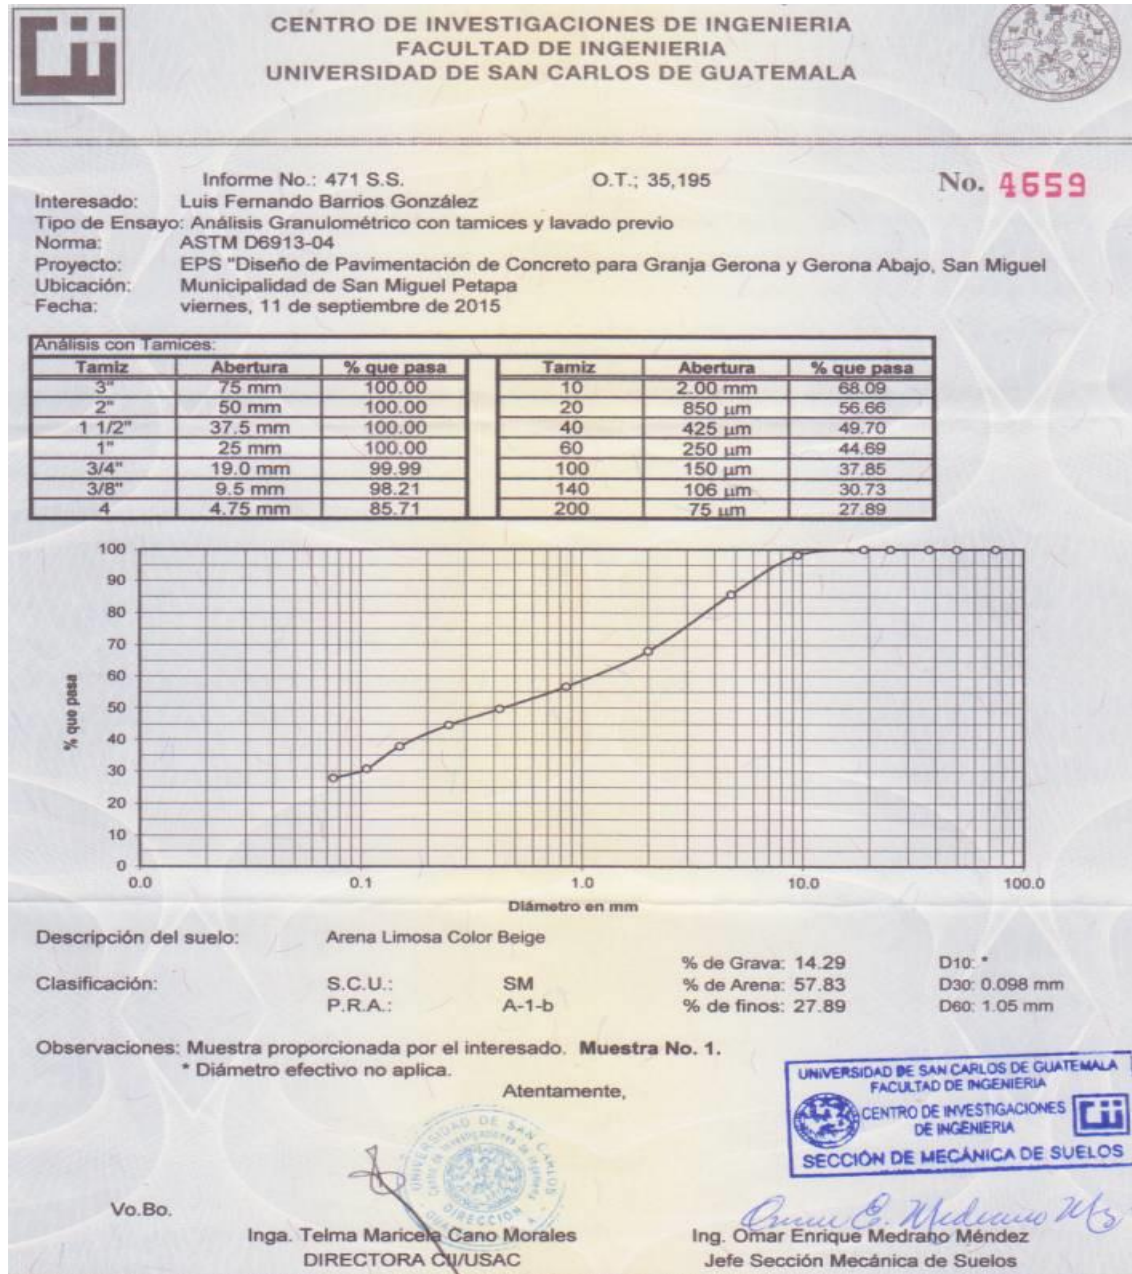 CENTRO DE INVESTIGACIONES DE INGENIERIA
FACULTAD DE INGENIERIA
UNIVERSIDAD DE SAN CARLOS DE GUATEMALA
Informe No.: 471 S.S. O.T.; 35,195 No. 4659
Interesado: Luis Fernando Barrios González
Tipo de Ensayo: Análisis Granulométrico con tamices y lavado previo
Norma: ASTM D6913-04
Proyecto: EPS "Diseño de Pavimentación de Concreto para Granja Gerona y Gerona Abajo, San Miguel
Ubicación: Municipalidad de San Miguel Petapa
Fecha: viernes, 11 de septiembre de 2015
Análisis con Tamices:
Tamiz Abertura % que pasa Tamiz Abertura % que pasa
3" 75 mm 100.00 10 2.00 mm 68.09
2" 50 mm 100.00 20 850 µm 56.66
1 1/2" 37.5 mm 100.00 40 425 µm 49.70
1" 25 mm 100.00 60 250 µm 44.69
3/4" 19.0 mm 99.99 100 150 µm 37.85
3/8" 9.5 mm 98.21 140 106 µm 30.73
4 4.75 mm 85.71 200 75 µm 27.89
100
90
80
70
60
50
40
30
20
10
0
% que pasa
0.0 0.1 1.0 10.0 100.0
Diámetro en mm
Descripción del suelo: Arena Limosa Color Beige
% de Grava: 14.29 D10: *
Clasificación: S.C.U.: SM % de Arena: 57.83 D30: 0.098 mm
P.R.A.: A-1-b % de finos: 27.89 D60: 1.05 mm
Observaciones: Muestra proporcionada por el interesado. Muestra No. 1.
* Diámetro efectivo no aplica.
Atentamente,
UNIVERSIDAD DE SAN CARLOS DE GUATEMALA
FACULTAD DE INGENIERIA
CENTRO DE INVESTIGACIONES
DE INGENIERIA
SECCIÓN DE MECÁNICA DE SUELOS
UNIVERSIDAD DE SAN CARLOS
DIRECCION
Vo.Bo.
Inga. Telma Maricela Cano Morales
DIRECTORA CII/USAC
Omar E. Medrano Mz
Ing. Omar Enrique Medrano Méndez
Jefe Sección Mecánica de Suelos